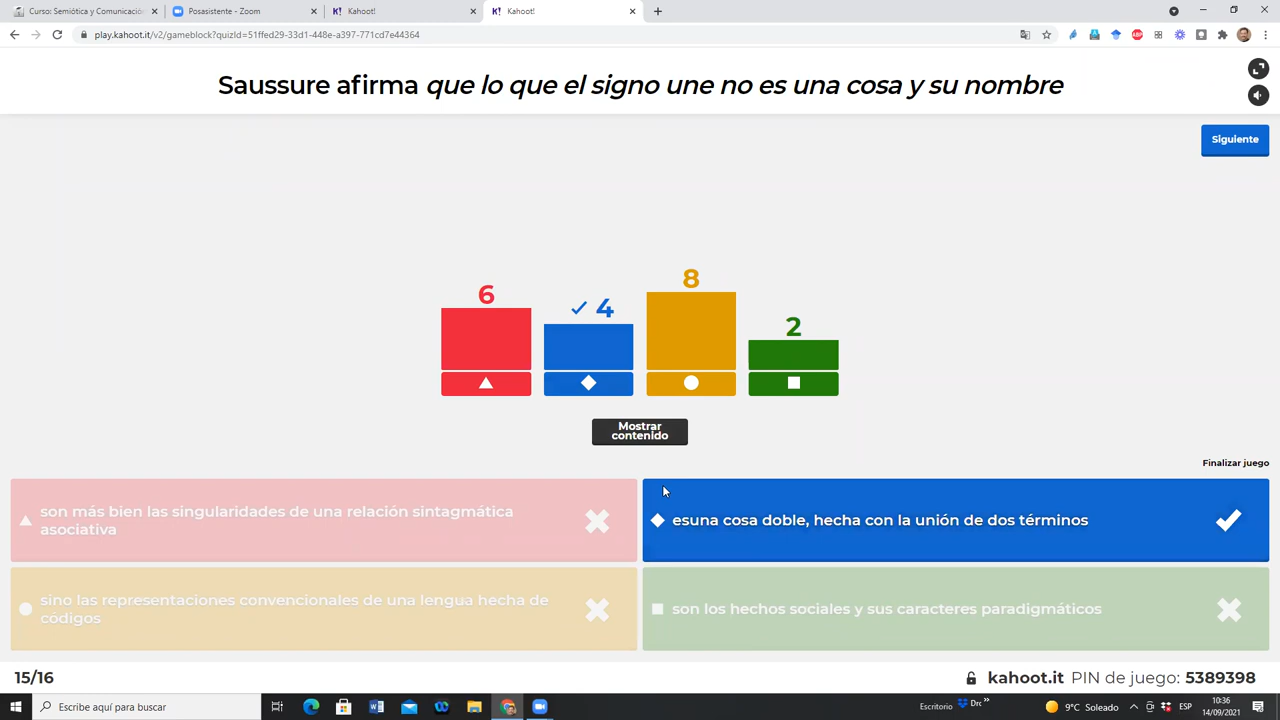 Curso: Semiótica y Comunicación
Posasistente - Zoom
Kahoot!
Kahoot!
play.kahoot.it/v2/gameblock?quizId=51ffed29-33d1-448e-a397-771cd7e44364
Saussure afirma que lo que el signo une no es una cosa y su nombre
Siguiente
6
4
8
2
Mostrar
contenido
Finalizar juego
son más bien las singularidades de una relación sintagmática
asociativa
esuna cosa doble, hecha con la unión de dos términos
sino las representaciones convencionales de una lengua hecha de
códigos
son los hechos sociales y sus caracteres paradigmáticos
15/16
kahoot.it PIN de juego: 5389398
Escribe aquí para buscar
Escritorio
9°C Soleado
ESP
10:36
14/09/2021